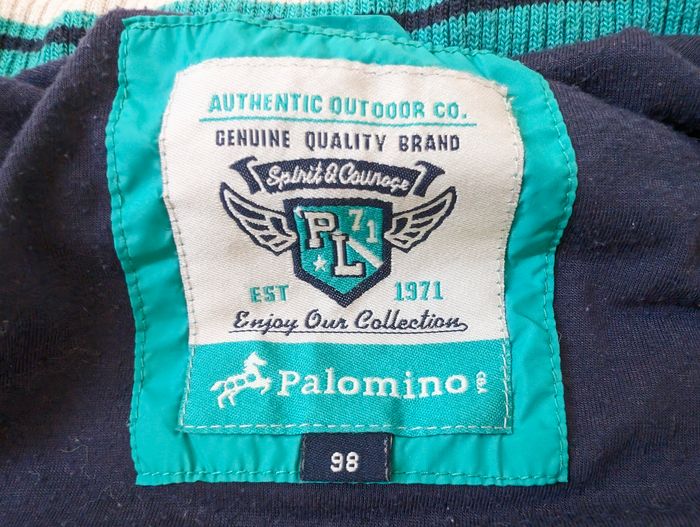 AUTHENTIC OUTDOOR CO.
GENUINE QUALITY BRAND
Spirit & Courage
PL 71
EST 1971
Enjoy Our Collection
Palomino C&A
98